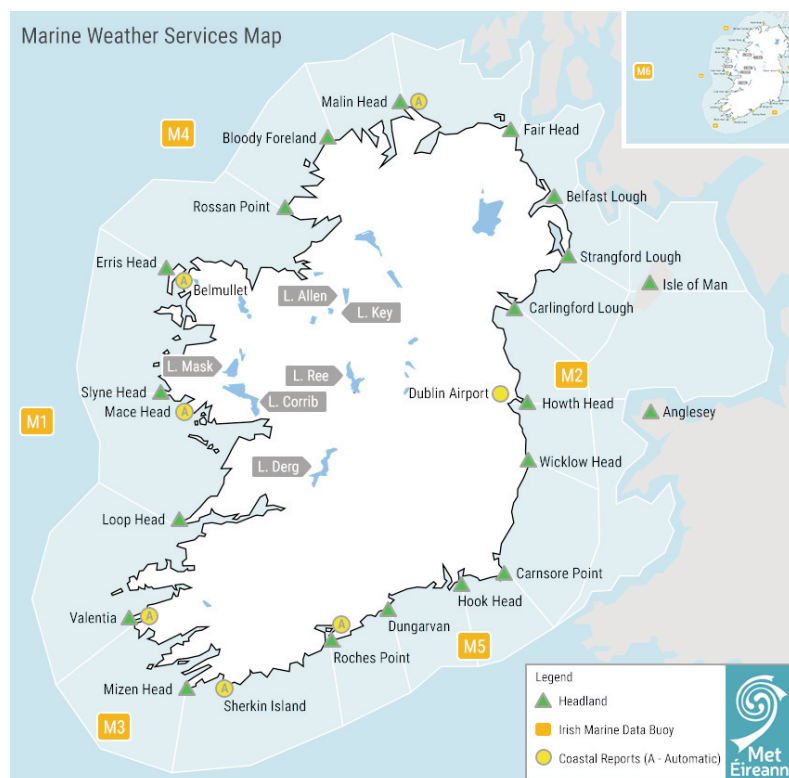 Marine Weather Services Map
M6
Malin Head
A
M4
Bloody Foreland
Fair Head
Rossan Point
Belfast Lough
Strangford Lough
Erris Head
A
Belmullet
Isle of Man
L. Allen
L. Key
Carlingford Lough
L. Mask
L. Ree
M2
Slyne Head
Dublin Airport
L. Corrib
Howth Head
Mace Head
A
Anglesey
M1
L. Derg
Wicklow Head
Loop Head
Carnsore Point
Hook Head
Valentia
A
Dungarvan
A
Roches Point
M5
Mizen Head
A
Sherkin Island
M3
Legend
Headland
Irish Marine Data Buoy
Coastal Reports (A - Automatic)
Met
Éireann